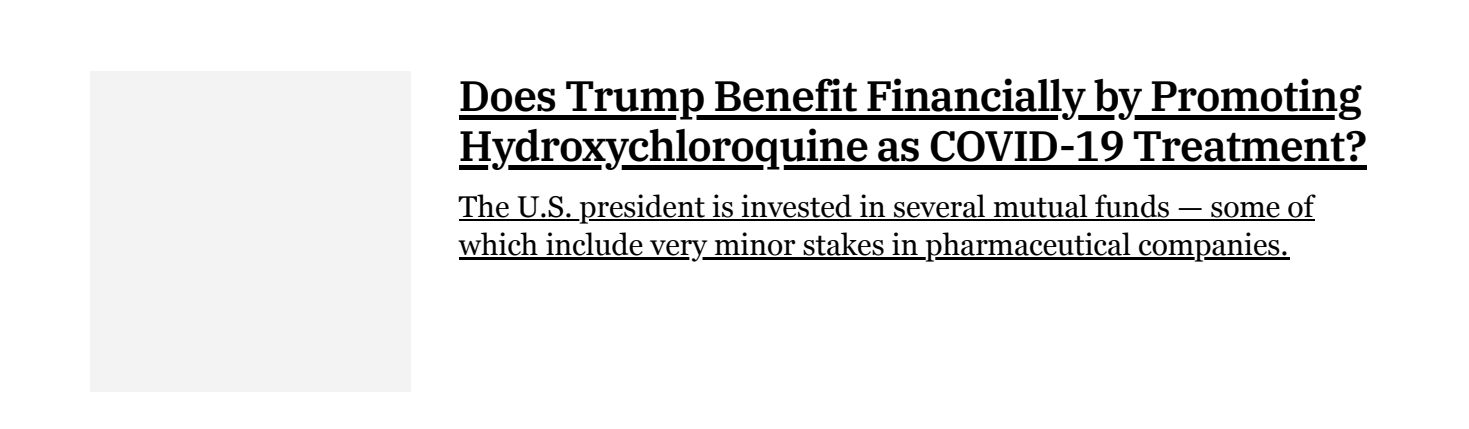 Does Trump Benefit Financially by Promoting
Hydroxychloroquine as COVID-19 Treatment?
The U.S. president is invested in several mutual funds — some of
which include very minor stakes in pharmaceutical companies.